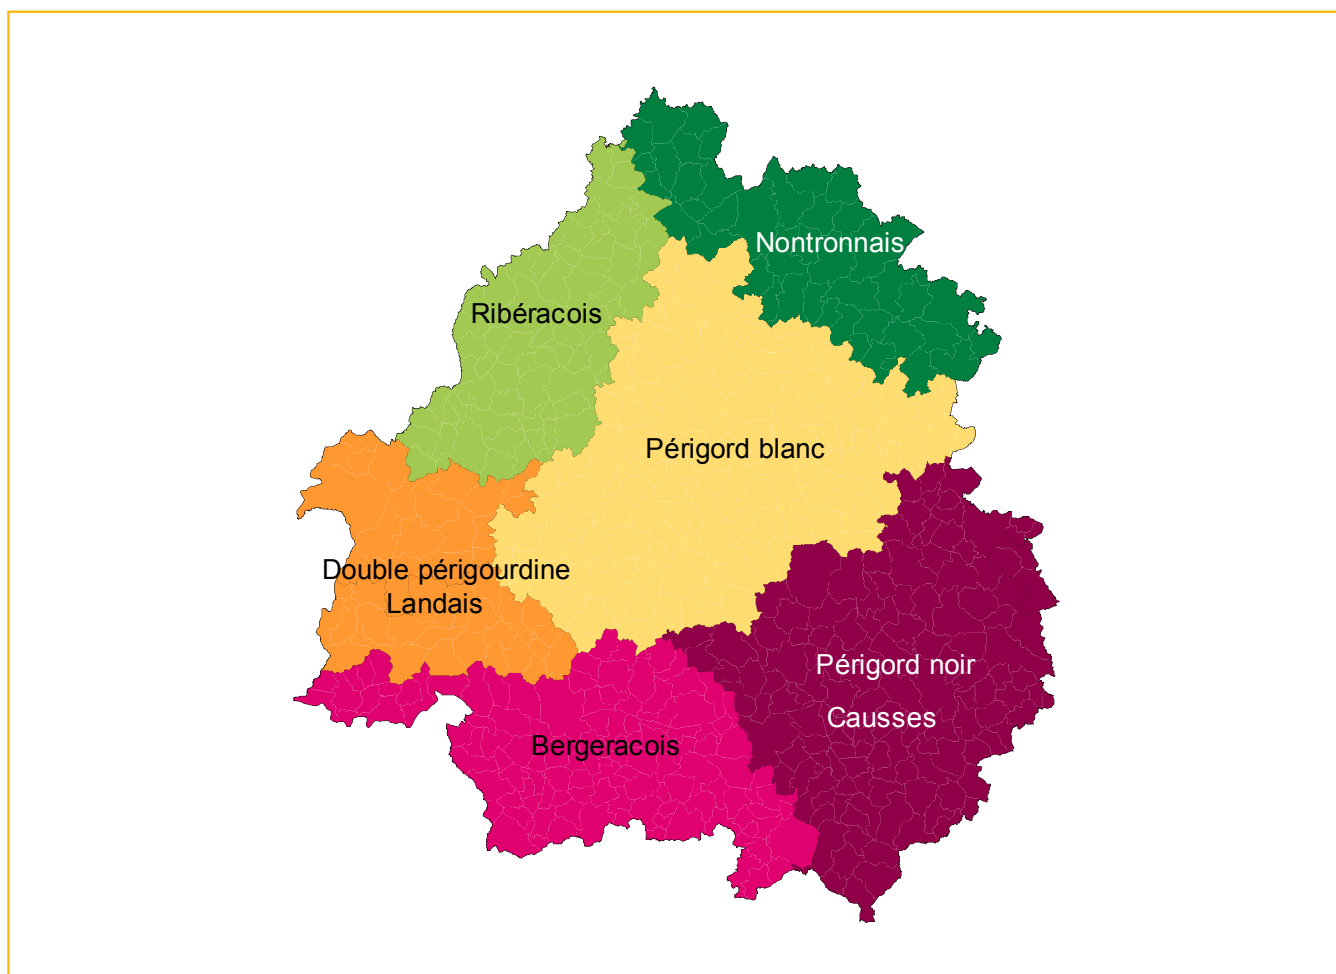 Nontronnais
Ribéracois
Périgord blanc
Double périgourdine
Landais
Périgord noir
Causses
Bergeracois